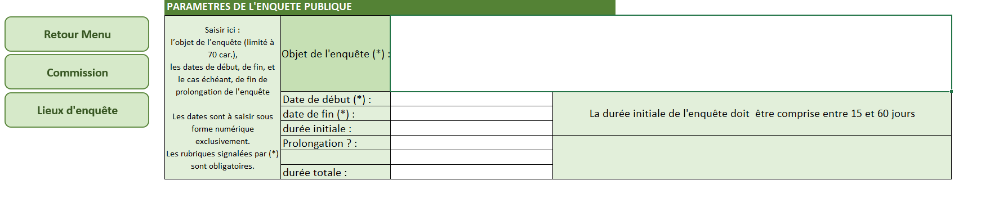 PARAMETRES DE L'ENQUETE PUBLIQUE
Retour Menu
Commission
Lieux d'enquête
Saisir ici :
l’objet de l’enquête (limité à
70 car.),
les dates de début, de fin, et
le cas échéant, de fin de
prolongation de l'enquête
Les dates sont à saisir sous
forme numérique
exclusivement.
Les rubriques signalées par (*)
sont obligatoires.
Objet de l'enquête (*) :
Date de début (*) :
date de fin (*) :
durée initiale :
La durée initiale de l'enquête doit  être comprise entre 15 et 60 jours
Prolongation ? :
durée totale :